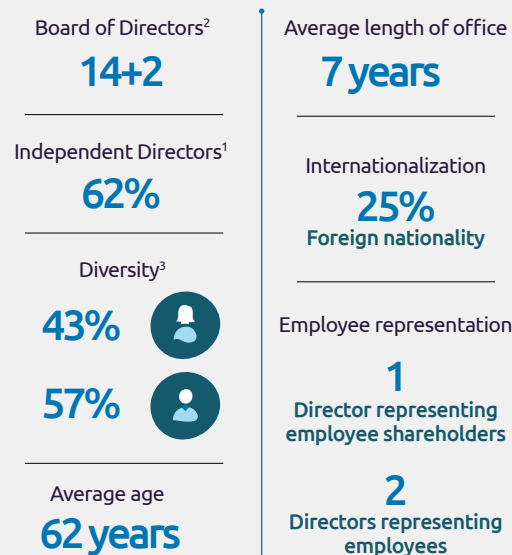 Board of Directors²
14+2
Independent Directors¹
62%
Diversity³
43%
57%
Average age
62 years
Average length of office
7 years
Internationalization
25%
Foreign nationality
Employee representation
1
Director representing
employee shareholders
2
Directors representing
employees